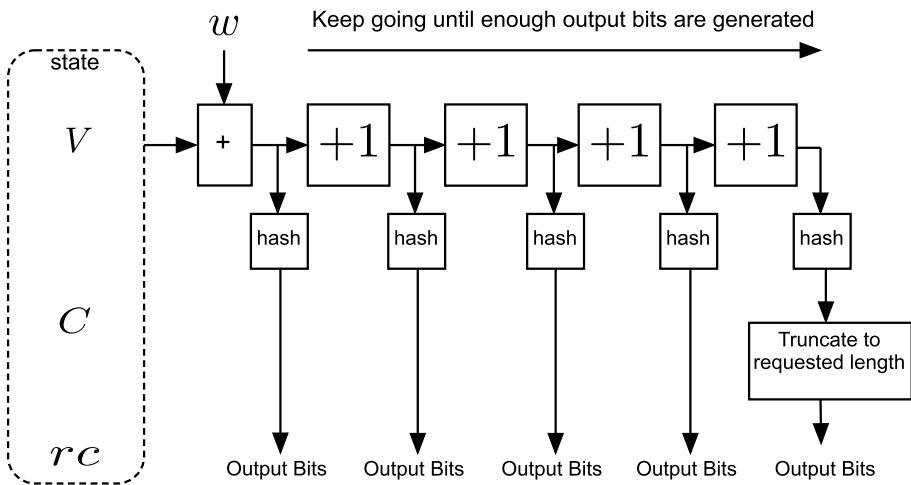 w
Keep going until enough output bits are generated
state
V
+
+1
+1
+1
+1
hash
hash
hash
hash
hash
C
Truncate to
requested length
rc
Output Bits
Output Bits
Output Bits
Output Bits
Output Bits